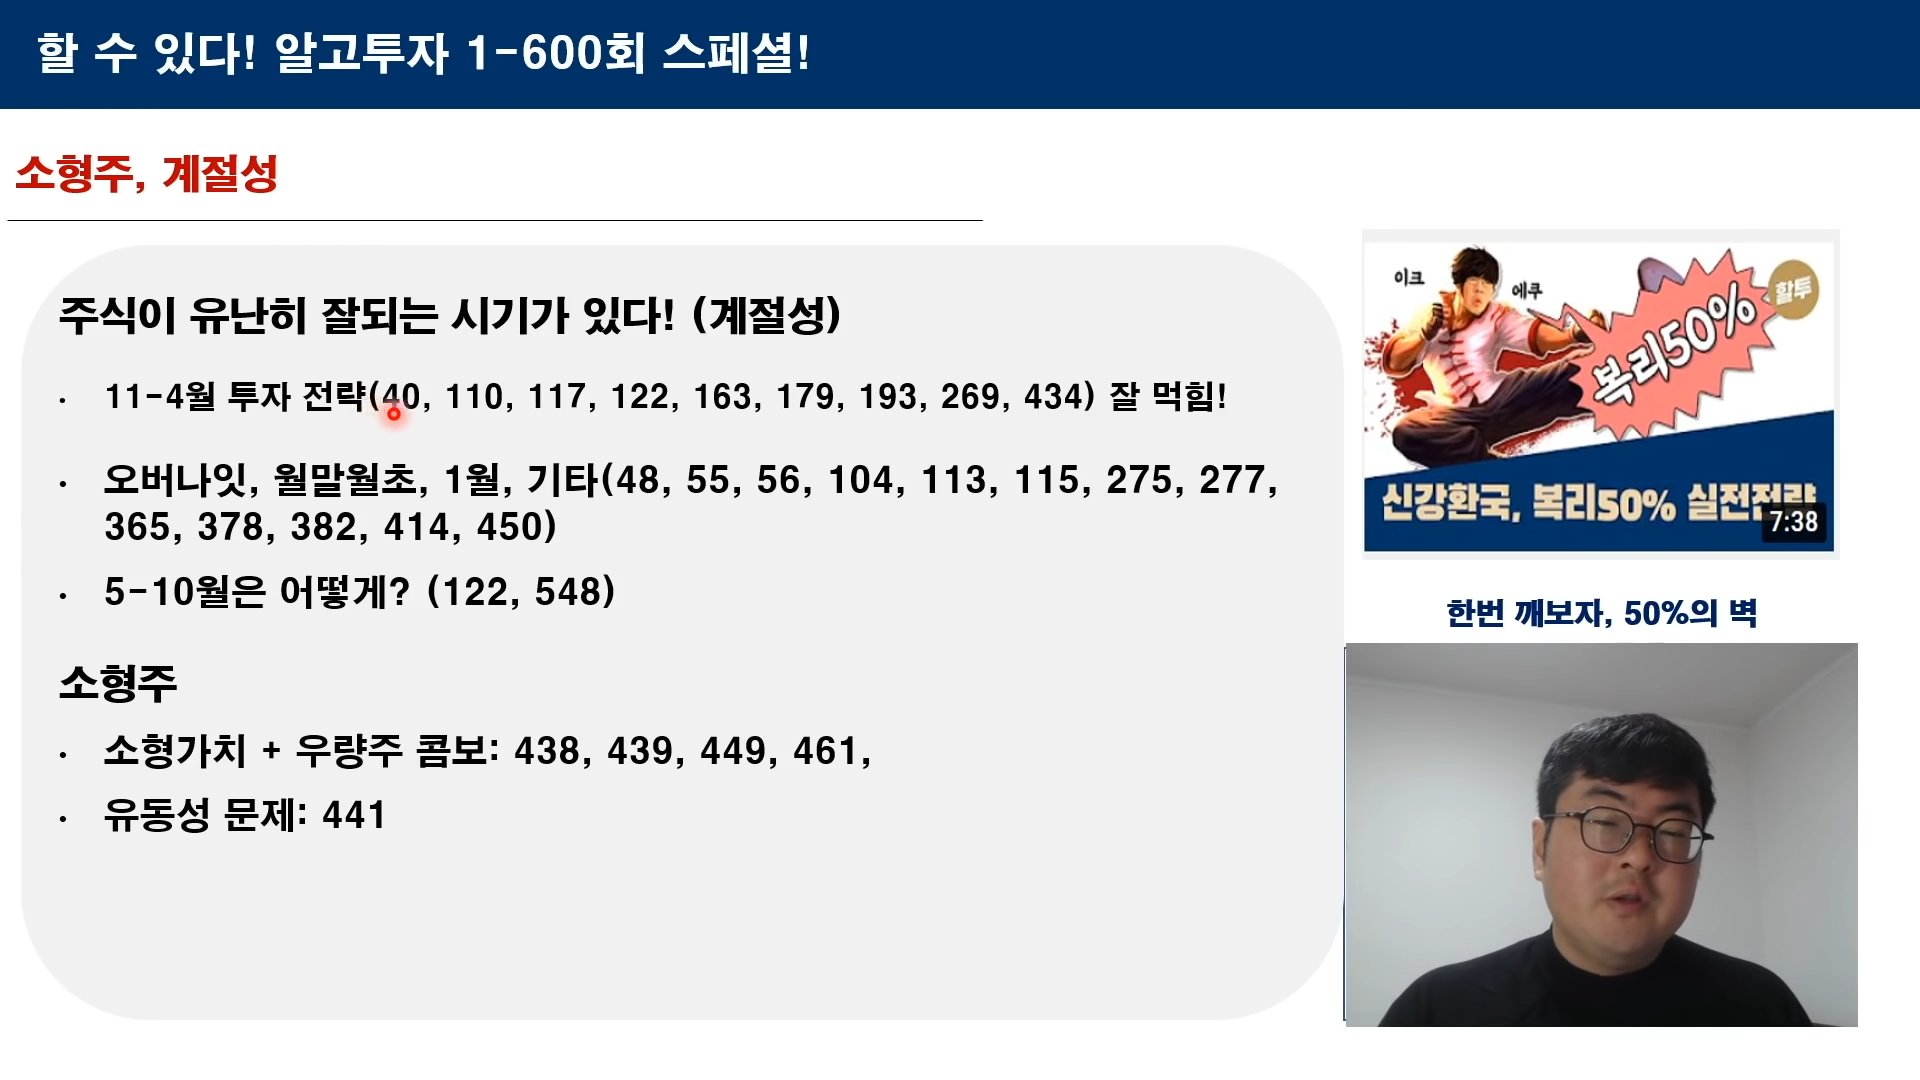 할 수 있다! 알고투자 1-600회 스페셜!
소형주, 계절성
주식이 유난히 잘되는 시기가 있다! (계절성)
• 11-4월 투자 전략(40, 110, 117, 122, 163, 179, 193, 269, 434) 잘 먹힘!
• 오버나잇, 월말월초, 1월, 기타(48, 55, 56, 104, 113, 115, 275, 277,
365, 378, 382, 414, 450)
• 5-10월은 어떻게? (122, 548)
소형주
• 소형가치 + 우량주 콤보: 438, 439, 449, 461,
• 유동성 문제: 441
이크
에쿠
할투
복리50%
신강환국, 복리50% 실전전략
7:38
한번 깨보자, 50%의 벽